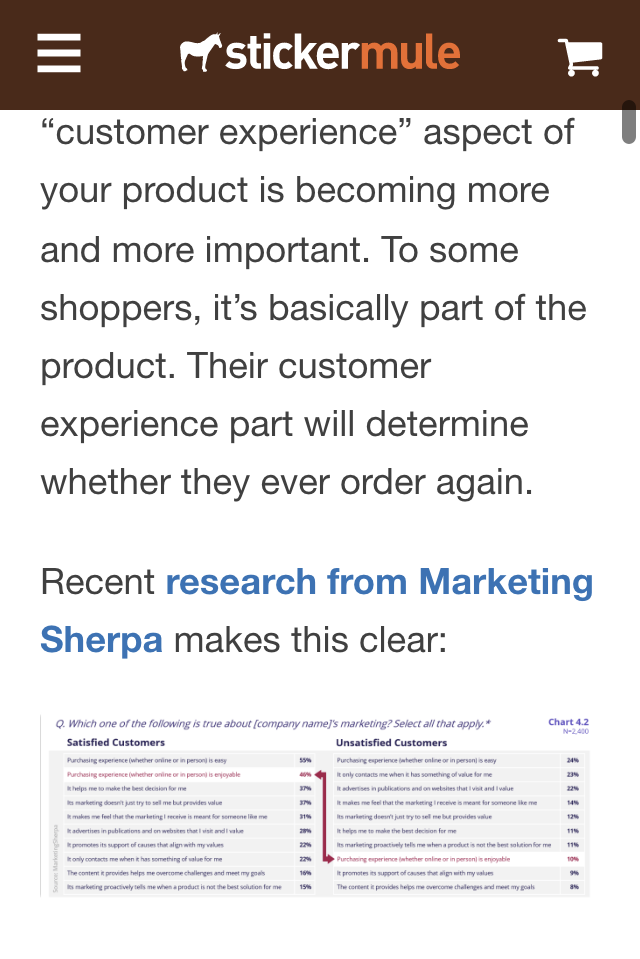 stickermule
“customer experience” aspect of
your product is becoming more
and more important. To some
shoppers, it’s basically part of the
product. Their customer
experience part will determine
whether they ever order again.
Recent research from Marketing
Sherpa makes this clear:
Q. Which one of the following is true about [company name]'s marketing? Select all that apply.*
Chart 4.2
N=2,400
Satisfied Customers
Purchasing experience (whether online or in person) is easy 55%
Purchasing experience (whether online or in person) is enjoyable 46%
It helps me to make the best decision for me 37%
Its marketing doesn't just try to sell me but provides value 37%
It makes me feel that the marketing I receive is meant for someone like me 31%
It advertises in publications and on websites that I visit and I value 28%
It promotes its support of causes that align with my values 22%
It only contacts me when it has something of value for me 22%
The content it provides helps me overcome challenges and meet my goals 16%
Its marketing proactively tells me when a product is not the best solution for me 15%
Unsatisfied Customers
Purchasing experience (whether online or in person) is easy 24%
It only contacts me when it has something of value for me 23%
It advertises in publications and on websites that I visit and I value 22%
It makes me feel that the marketing I receive is meant for someone like me 14%
Its marketing doesn't just try to sell me but provides value 12%
It helps me to make the best decision for me 11%
Its marketing proactively tells me when a product is not the best solution for me 11%
Purchasing experience (whether online or in person) is enjoyable 10%
It promotes its support of causes that align with my values 9%
The content it provides helps me overcome challenges and meet my goals 8%
Source: MarketingSherpa